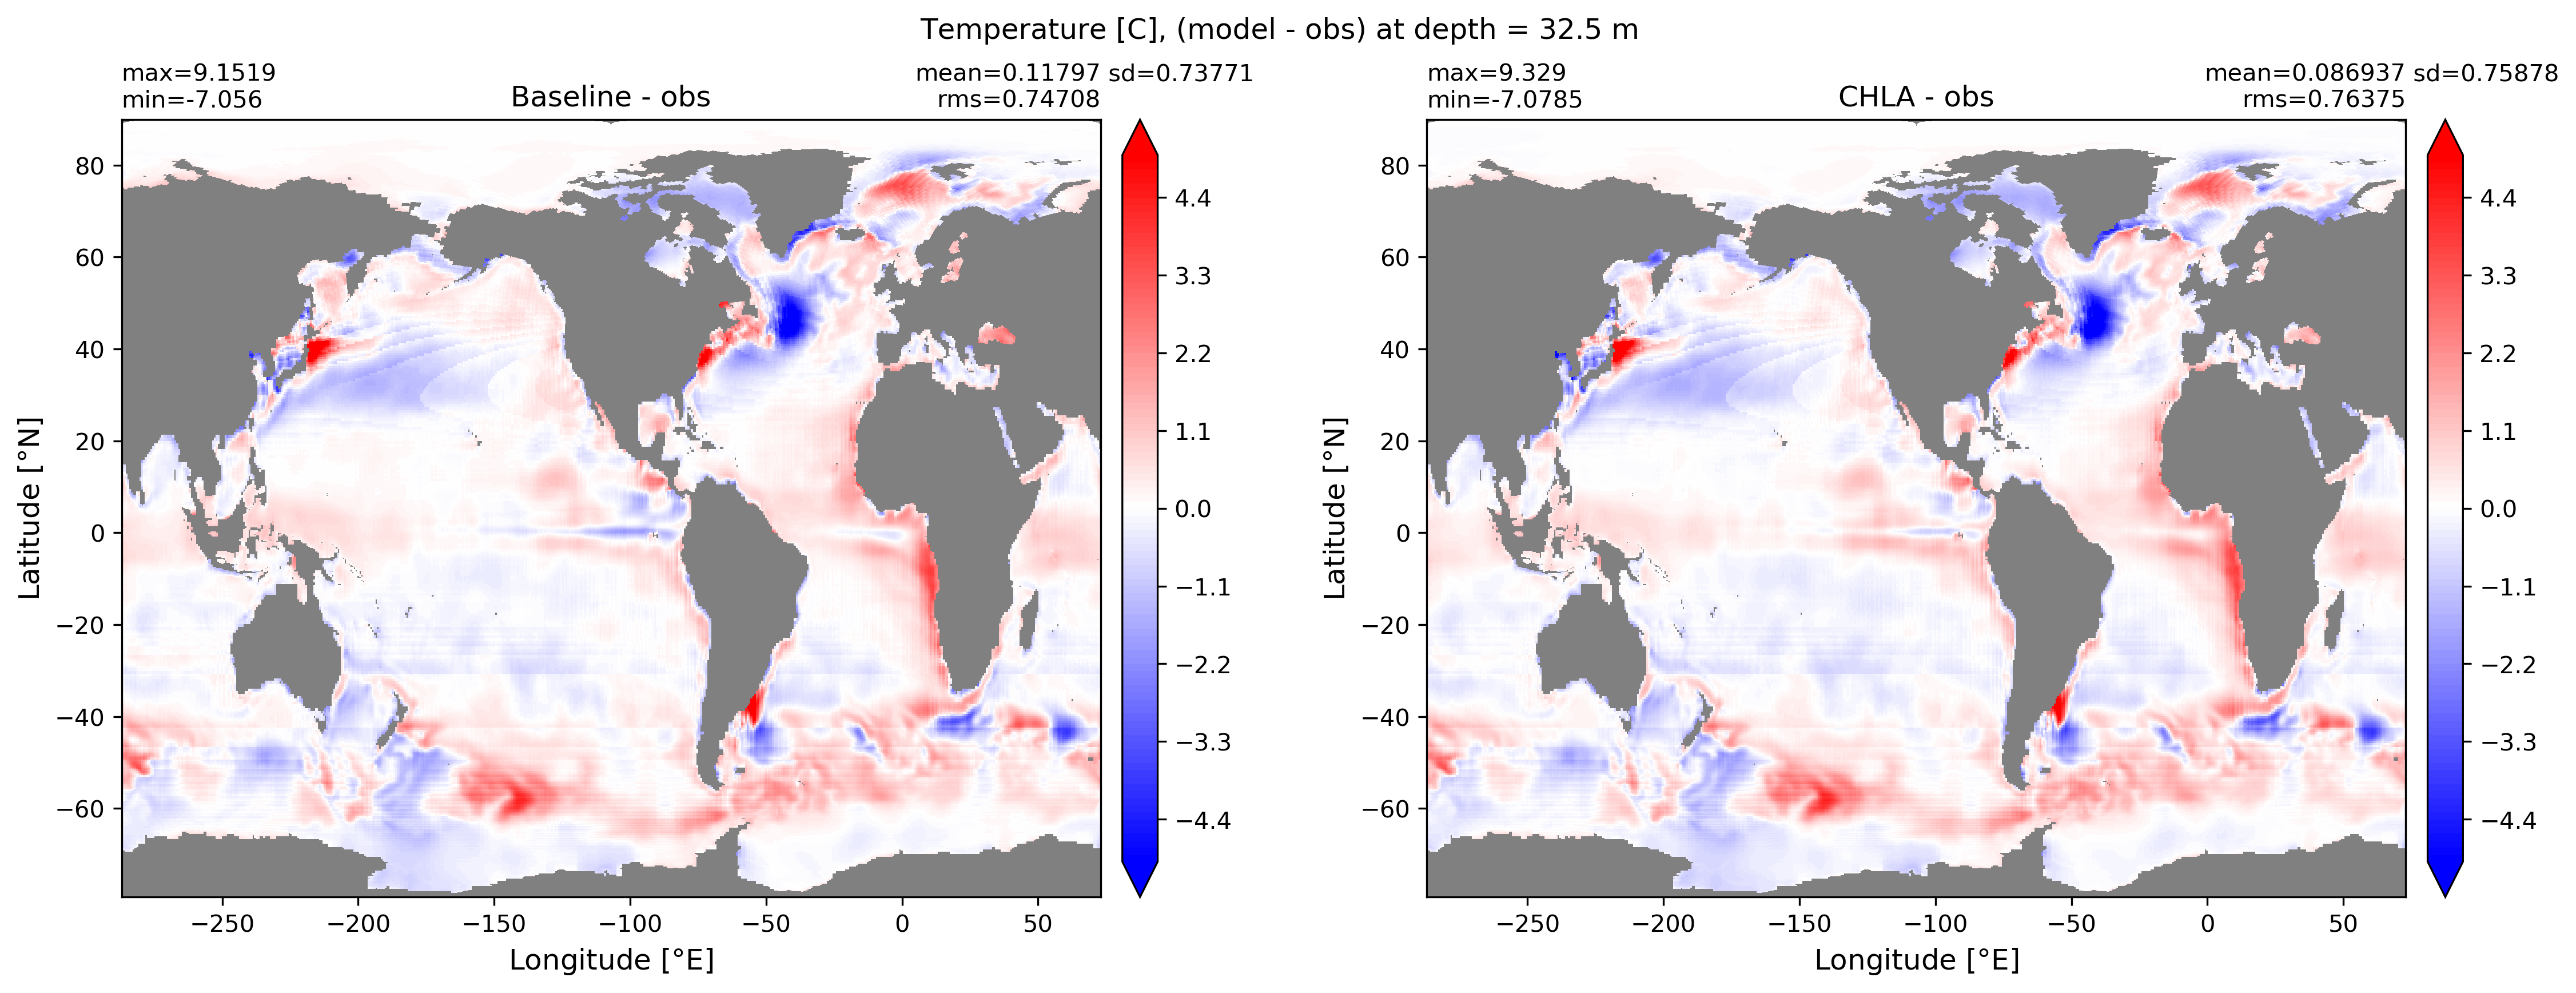 Temperature [C], (model - obs) at depth = 32.5 m
max=9.1519
min=-7.056
Baseline - obs
mean=0.11797 sd=0.73771
rms=0.74708
80
60
40
20
0
−20
−40
−60
Latitude [°N]
−250 −200 −150 −100 −50 0 50
Longitude [°E]
4.4
3.3
2.2
1.1
0.0
−1.1
−2.2
−3.3
−4.4
max=9.329
min=-7.0785
CHLA - obs
mean=0.086937 sd=0.75878
rms=0.76375
80
60
40
20
0
−20
−40
−60
Latitude [°N]
−250 −200 −150 −100 −50 0 50
Longitude [°E]
4.4
3.3
2.2
1.1
0.0
−1.1
−2.2
−3.3
−4.4